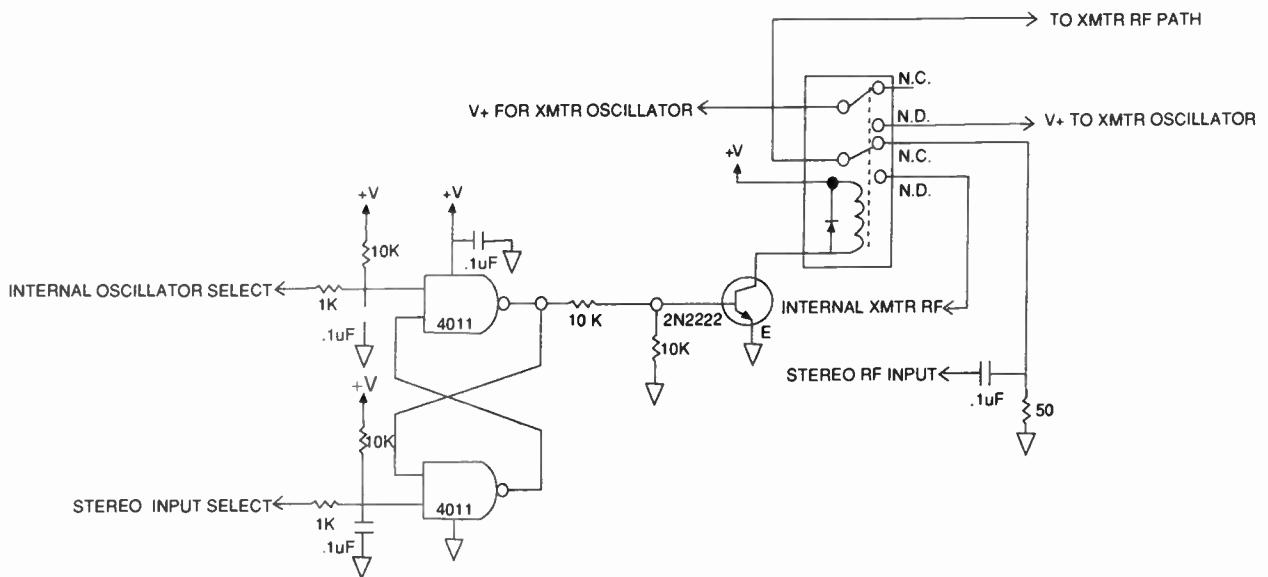 TO XMTR RF PATH
N.C.
V+ FOR XMTR OSCILLATOR
N.D.
V+ TO XMTR OSCILLATOR
+V
N.C.
N.D.
+V
+V
10K
.1uF
INTERNAL OSCILLATOR SELECT
1K
4011
10 K
2N2222
INTERNAL XMTR RF
E
.1uF
10K
STEREO RF INPUT
+V
.1uF
50
10K
STEREO INPUT SELECT
1K
4011
.1uF